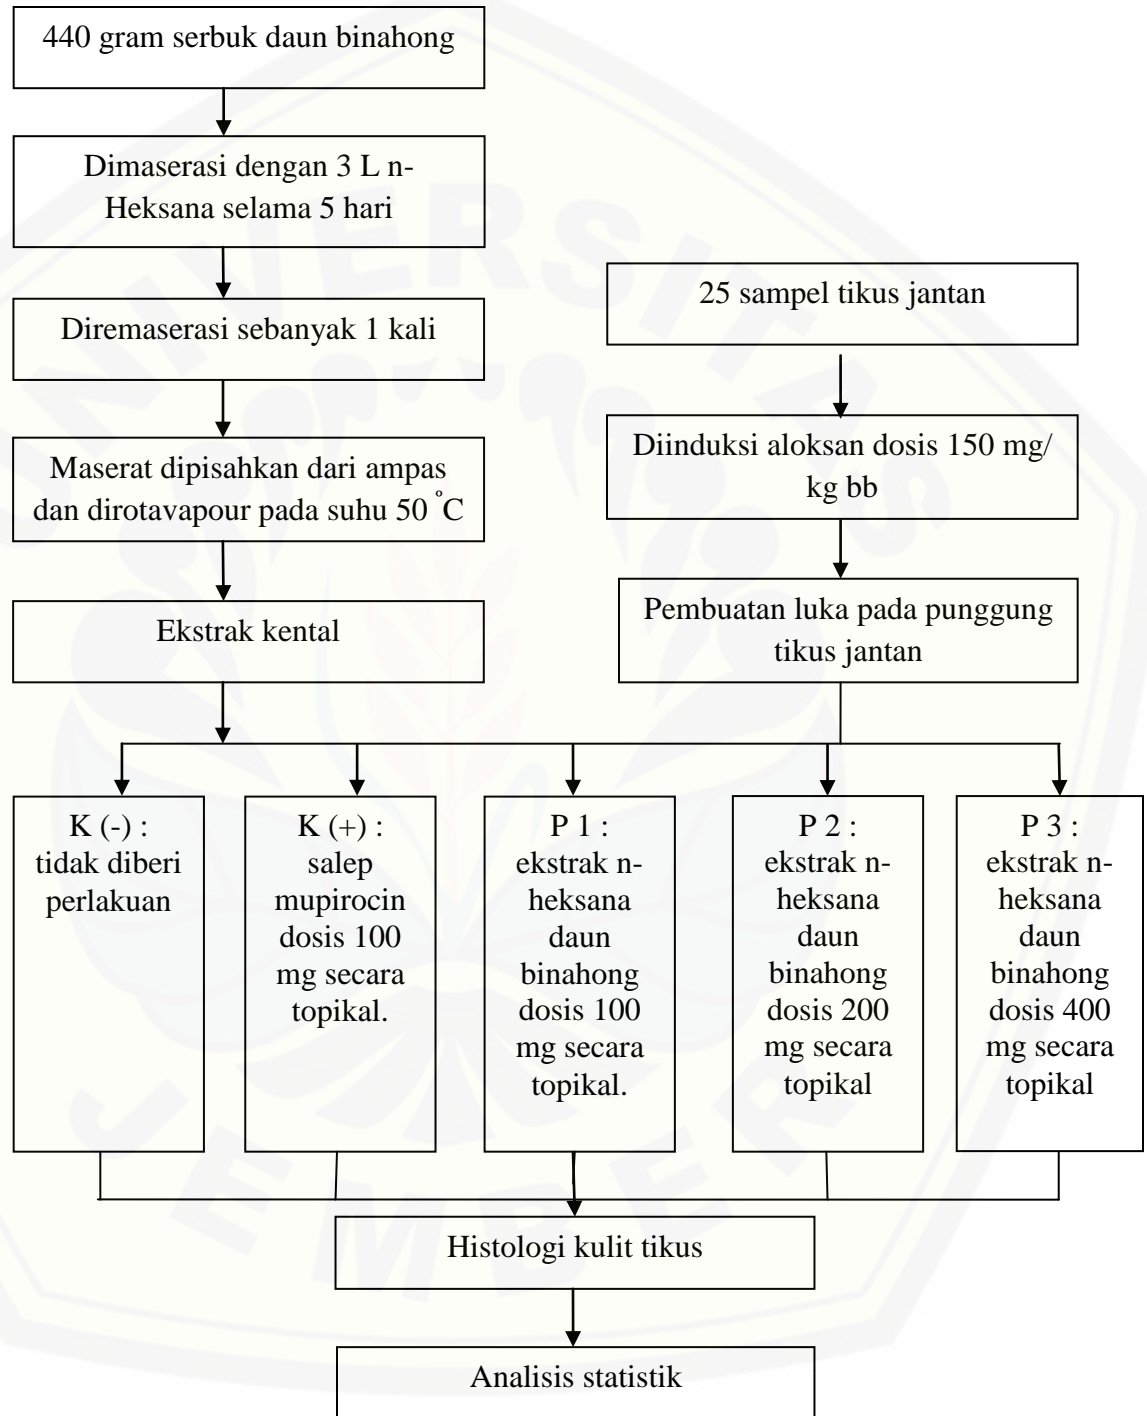 440 gram serbuk daun binahong
Dimaserasi dengan 3 L n-
Heksana selama 5 hari
Diremaserasi sebanyak 1 kali
Maserat dipisahkan dari ampas
dan dirotavapour pada suhu 50 °C
Ekstrak kental
25 sampel tikus jantan
Diinduksi aloksan dosis 150 mg/
kg bb
Pembuatan luka pada punggung
tikus jantan
K (-) :
tidak diberi
perlakuan
K (+) :
salep
mupirocin
dosis 100
mg secara
topikal.
P 1 :
ekstrak n-
heksana
daun
binahong
dosis 100
mg secara
topikal.
P 2 :
ekstrak n-
heksana
daun
binahong
dosis 200
mg secara
topikal
P 3 :
ekstrak n-
heksana
daun
binahong
dosis 400
mg secara
topikal
Histologi kulit tikus
Analisis statistik
UNIVERSITAS
JEMBER